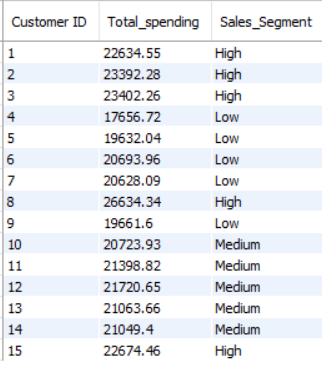 Customer ID Total_spending Sales_Segment
1 22634.55 High
2 23392.28 High
3 23402.26 High
4 17656.72 Low
5 19632.04 Low
6 20693.96 Low
7 20628.09 Low
8 26634.34 High
9 19661.6 Low
10 20723.93 Medium
11 21398.82 Medium
12 21720.65 Medium
13 21063.66 Medium
14 21049.4 Medium
15 22674.46 High